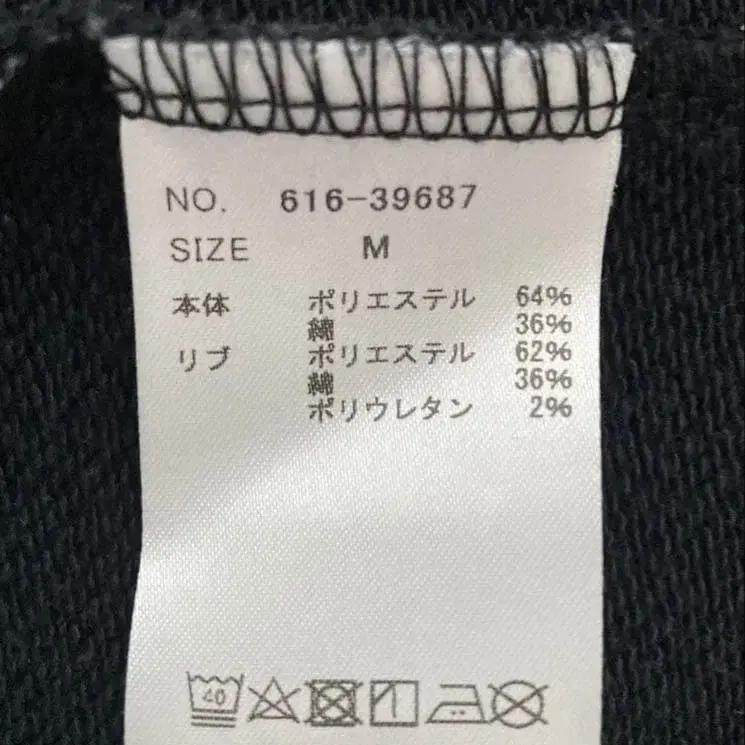 NO. 616-39687
SIZE M
本体 ポリエステル 64%
綿 36%
リブ ポリエステル 62%
綿 36%
ポリウレタン 2%
40